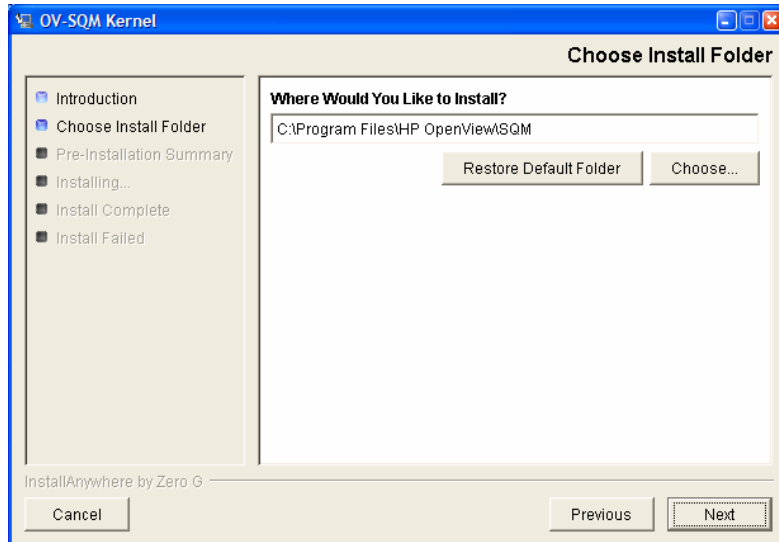 OV-SQM Kernel
Choose Install Folder
Introduction
Choose Install Folder
Pre-Installation Summary
Installing...
Install Complete
Install Failed
Where Would You Like to Install?
C:\Program Files\HP OpenView\SQM
Restore Default Folder
Choose...
InstallAnywhere by Zero G
Cancel
Previous
Next